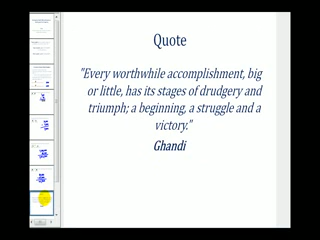 Quote
"Every worthwhile accomplishment, big
or little, has its stages of drudgery and
triumph; a beginning, a struggle and a
victory."
Ghandi